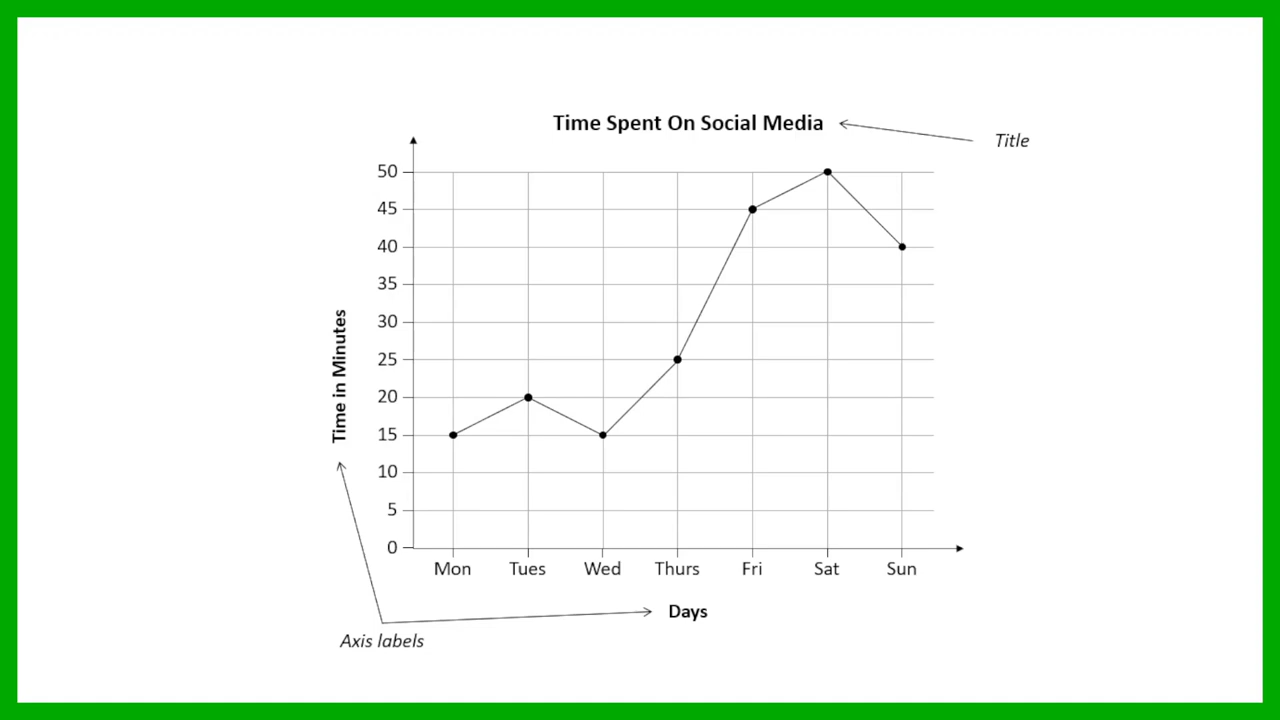 Time Spent On Social Media
Title
50
45
40
35
30
25
20
15
10
5
0
Time in Minutes
Mon Tues Wed Thurs Fri Sat Sun
Days
Axis labels